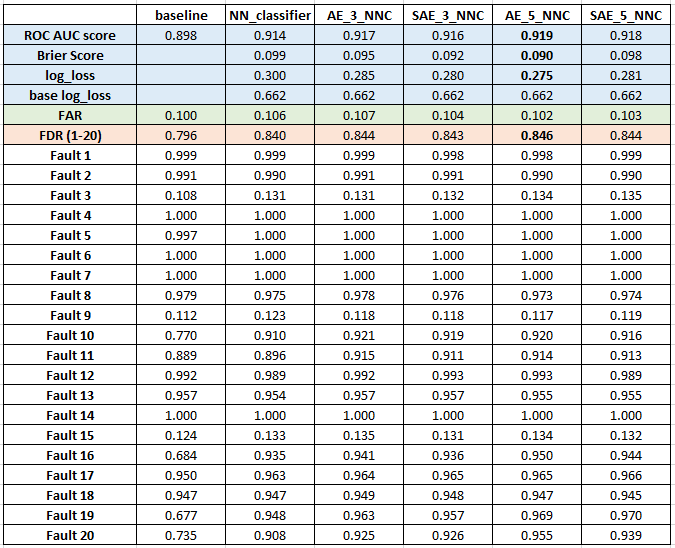 baseline NN_classifier AE_3_NNC SAE_3_NNC AE_5_NNC SAE_5_NNC
ROC AUC score 0.898 0.914 0.917 0.916 0.919 0.918
Brier Score 0.099 0.095 0.092 0.090 0.098
log_loss 0.300 0.285 0.280 0.275 0.281
base log_loss 0.662 0.662 0.662 0.662 0.662
FAR 0.100 0.106 0.107 0.104 0.102 0.103
FDR (1-20) 0.796 0.840 0.844 0.843 0.846 0.844
Fault 1 0.999 0.999 0.999 0.998 0.998 0.999
Fault 2 0.991 0.990 0.991 0.991 0.990 0.990
Fault 3 0.108 0.131 0.131 0.132 0.134 0.135
Fault 4 1.000 1.000 1.000 1.000 1.000 1.000
Fault 5 0.997 1.000 1.000 1.000 1.000 1.000
Fault 6 1.000 1.000 1.000 1.000 1.000 1.000
Fault 7 1.000 1.000 1.000 1.000 1.000 1.000
Fault 8 0.979 0.975 0.978 0.976 0.973 0.974
Fault 9 0.112 0.123 0.118 0.118 0.117 0.119
Fault 10 0.770 0.910 0.921 0.919 0.920 0.916
Fault 11 0.889 0.896 0.915 0.911 0.914 0.913
Fault 12 0.992 0.989 0.992 0.993 0.993 0.989
Fault 13 0.957 0.954 0.957 0.957 0.955 0.955
Fault 14 1.000 1.000 1.000 1.000 1.000 1.000
Fault 15 0.124 0.133 0.135 0.131 0.134 0.132
Fault 16 0.684 0.935 0.941 0.936 0.950 0.944
Fault 17 0.950 0.963 0.964 0.965 0.965 0.966
Fault 18 0.947 0.947 0.949 0.948 0.947 0.945
Fault 19 0.677 0.948 0.963 0.957 0.969 0.970
Fault 20 0.735 0.908 0.925 0.926 0.955 0.939